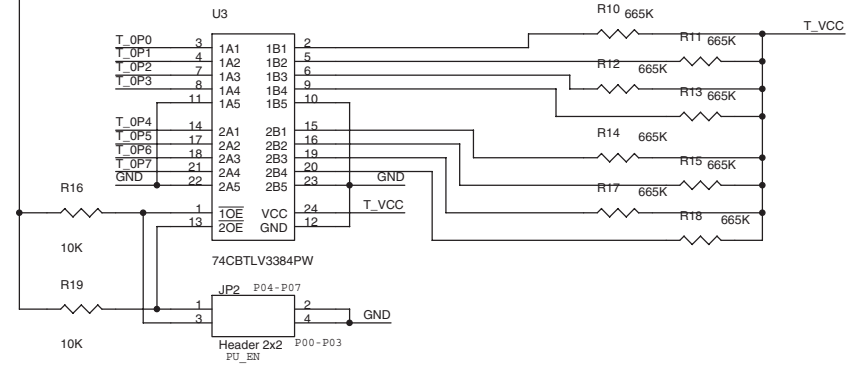 U3
R10 665K
T_VCC
T_0P0 3 1A1 1B1 2
R11 665K
T_0P1 4 1A2 1B2 5
R12 665K
T_0P2 7 1A3 1B3 6
T_0P3 8 1A4 1B4 9
R13 665K
11 1A5 1B5 10
T_0P4 14 2A1 2B1 15
R14 665K
T_0P5 17 2A2 2B2 16
T_0P6 18 2A3 2B3 19
R15 665K
T_0P7 21 2A4 2B4 20
GND 22 2A5 2B5 23 GND
R16
R17 665K
1 1OE VCC 24 T_VCC
R18 665K
13 2OE GND 12
10K
74CBTLV3384PW
R19
JP2 P04-P07
1 2
3 4 GND
10K
Header 2x2 P00-P03
PU_EN